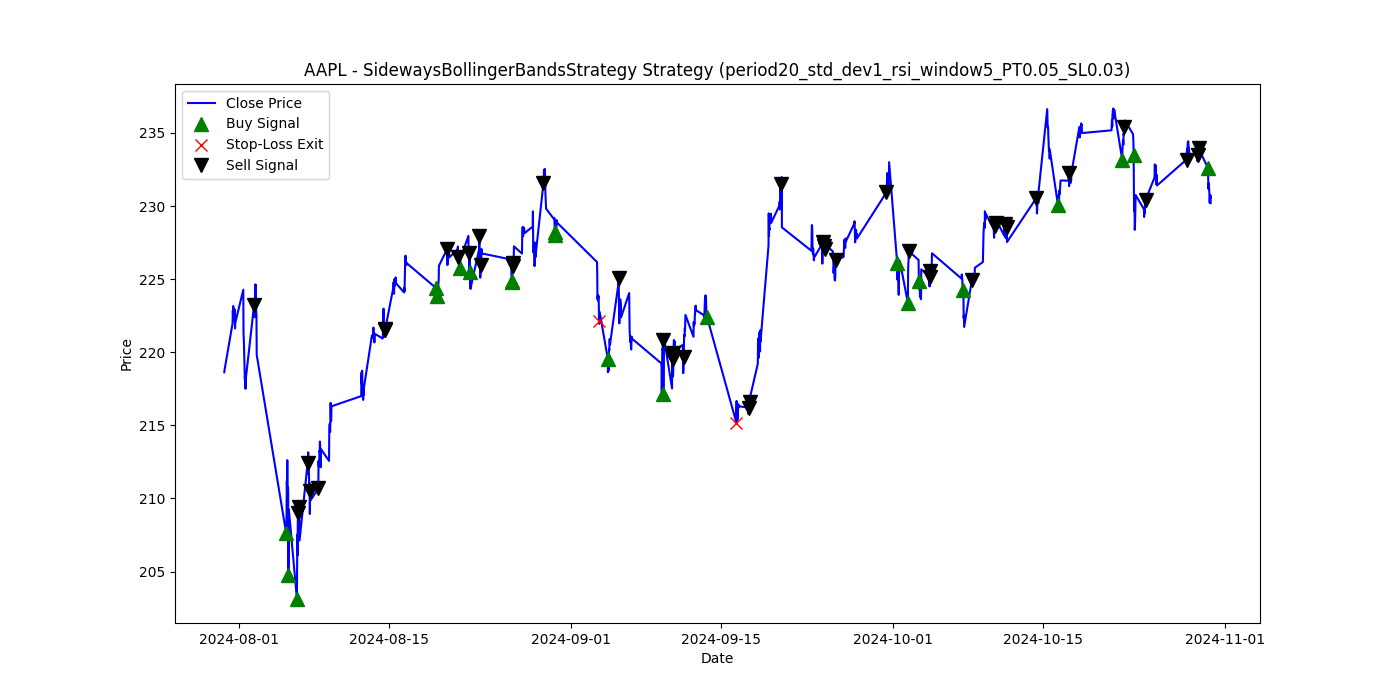 AAPL - SidewaysBollingerBandsStrategy Strategy (period20_std_dev1_rsi_window5_PT0.05_SL0.03)
Close Price
Buy Signal
Stop-Loss Exit
Sell Signal
Price
235
230
225
220
215
210
205
2024-08-01
2024-08-15
2024-09-01
2024-09-15
2024-10-01
2024-10-15
2024-11-01
Date